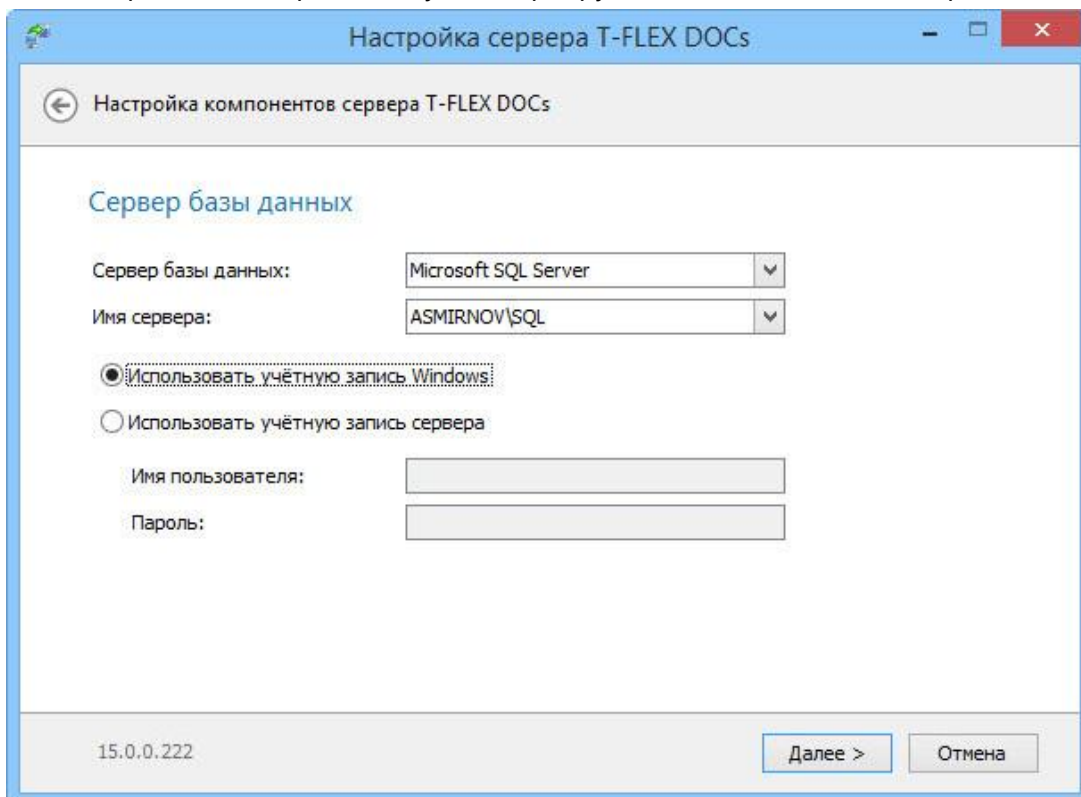 Настройка сервера T-FLEX DOCs
Настройка компонентов сервера T-FLEX DOCs
Сервер базы данных
Сервер базы данных: Microsoft SQL Server
Имя сервера: ASMIRNOV\SQL
Использовать учётную запись Windows
Использовать учётную запись сервера
Имя пользователя:
Пароль:
15.0.0.222 Далее > Отмена